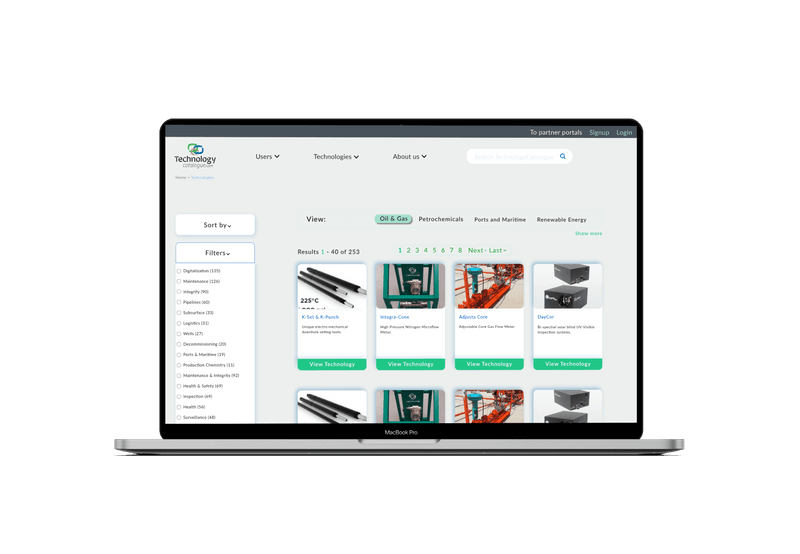 To partner portals Signup Login
Technology
catalogue.com
Users Technologies About us Search TechnologyCatalogue
Home > Technologies
Sort by
View: Oil & Gas Petrochemicals Ports and Maritime Renewable Energy
Show more
Filters
Results 1 - 40 of 253
1 2 3 4 5 6 7 8 Next› Last»
Digitalization (135)
Maintenance (126)
Integrity (90)
Pipelines (60)
Subsurface (33)
Logistics (31)
Wells (27)
Decommissioning (20)
Ports & Maritime (19)
Production Chemistry (11)
Maintenance & Integrity (92)
Health & Safety (69)
Inspection (69)
Health (56)
Surveillance (48)
225°C
K-Set & K-Punch
Unique electro mechanical
downhole setting tools.
View Technology
Integra-Cone
High Pressure Nitrogen Microflow
Meter
View Technology
Adjusta Cone
Adjustable Cone Gas Flow Meter
View Technology
DayCor
Bi-spectral solar blind UV-Visible
inspection systems.
View Technology
MacBook Pro